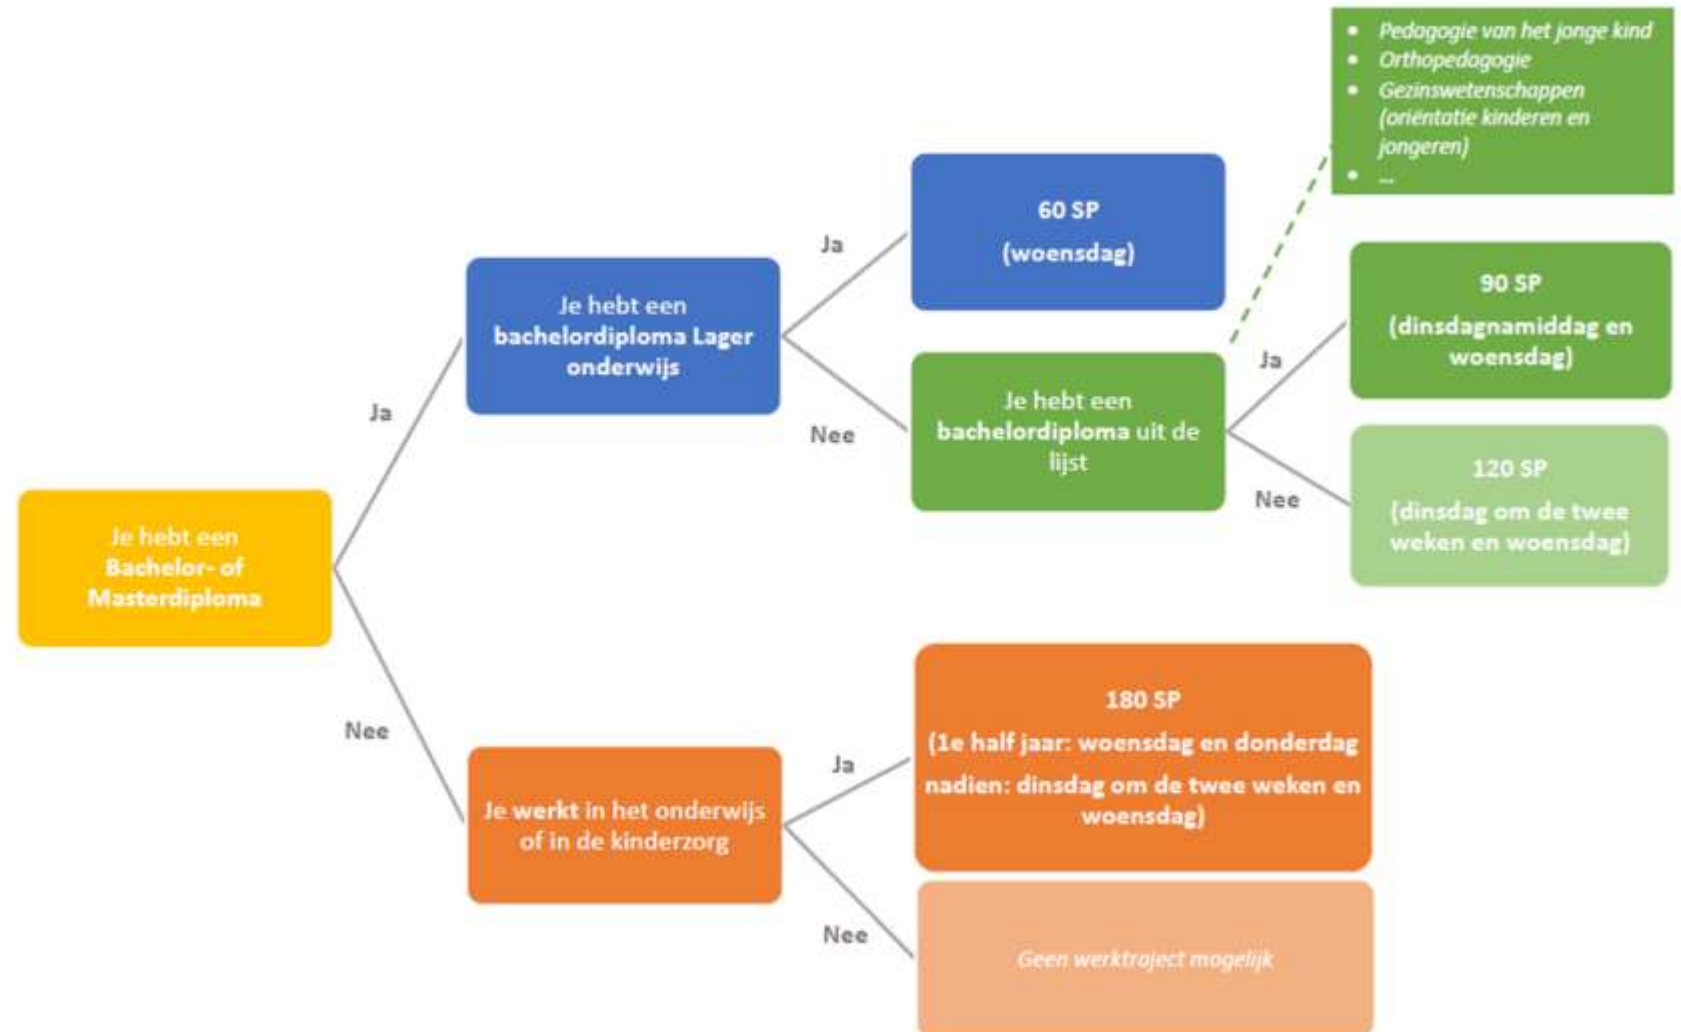 • Pedagogie van het jonge kind
• Orthopedagogie
• Gezinswetenschappen
(oriëntatie kinderen en
jongeren)
• ...
60 SP
(woensdag)
Ja
Je hebt een
bachelordiploma Lager
onderwijs
Nee
90 SP
(dinsdagnamiddag en
woensdag)
Ja
Je hebt een
bachelordiploma uit de
lijst
Nee
120 SP
(dinsdag om de twee
weken en woensdag)
Ja
Je hebt een
Bachelor- of
Masterdiploma
Nee
180 SP
(1e half jaar: woensdag en donderdag
nadien: dinsdag om de twee weken en
woensdag)
Ja
Je werkt in het onderwijs
of in de kinderzorg
Nee
Geen werktraject mogelijk